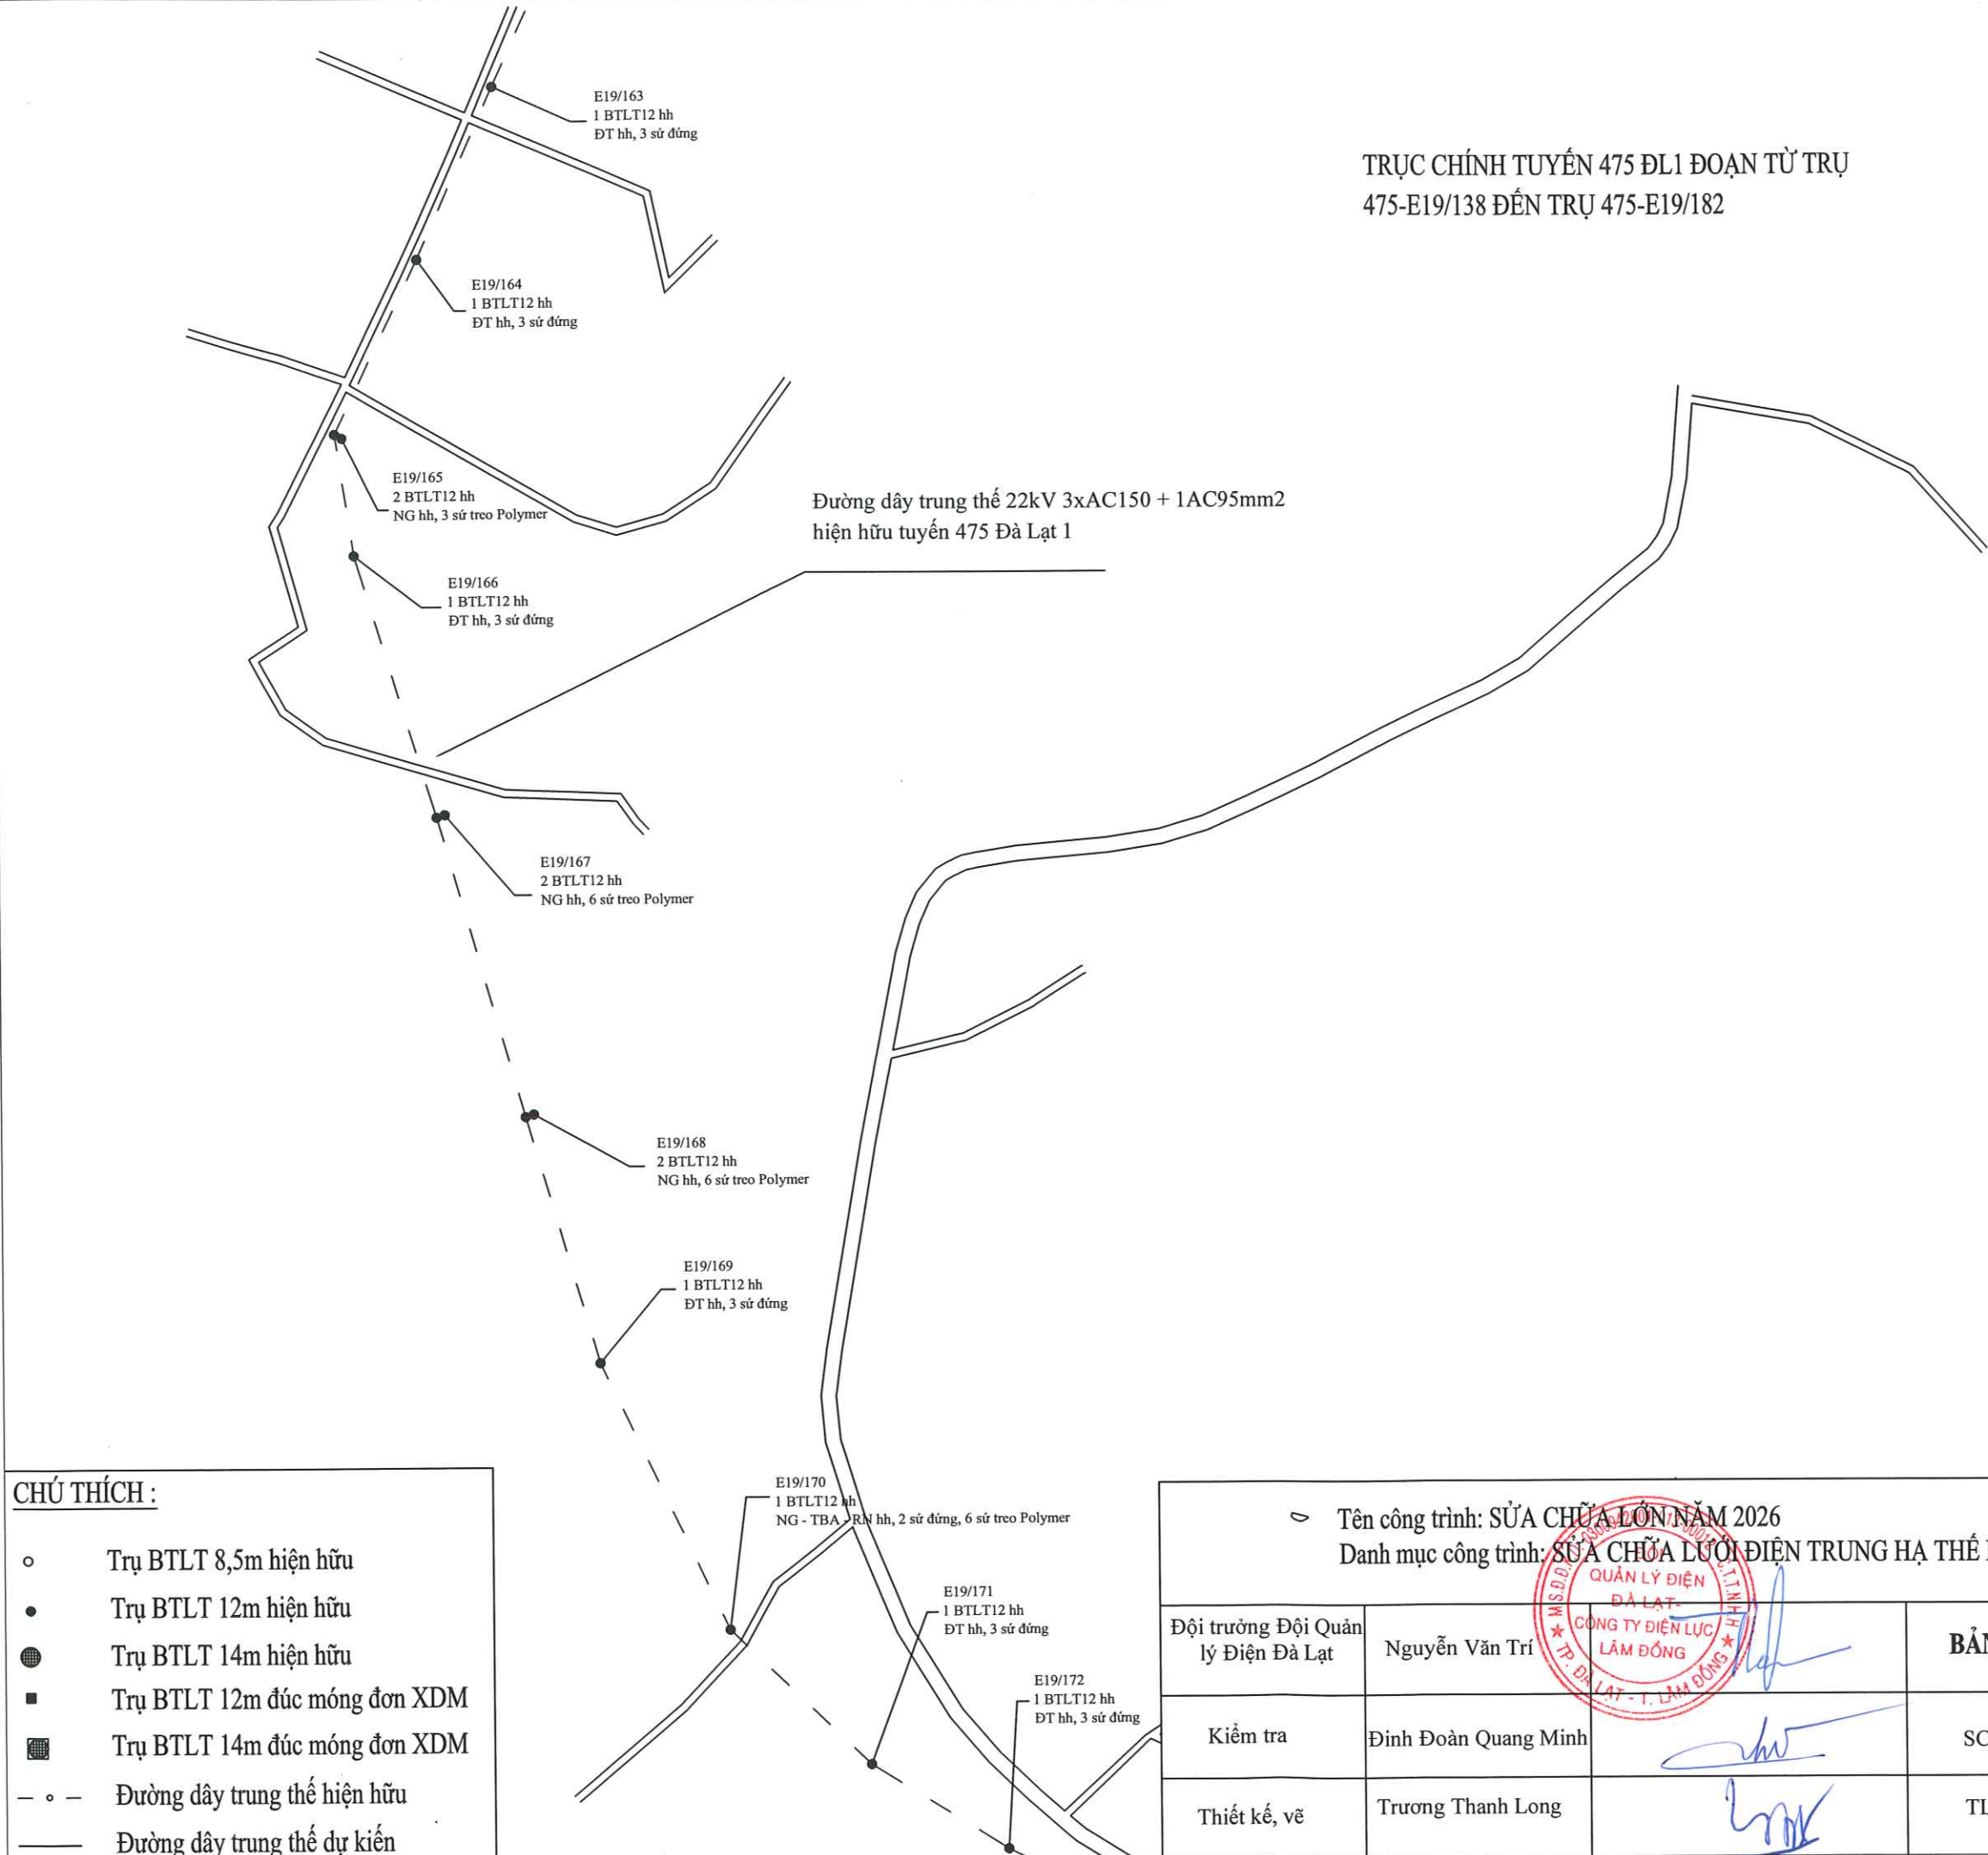 E19/163
1 BTLT12 hh
ĐT hh, 3 sứ đứng
TRỤC CHÍNH TUYẾN 475 ĐL1 ĐOẠN TỪ TRỤ
475-E19/138 ĐẾN TRỤ 475-E19/182
E19/164
1 BTLT12 hh
ĐT hh, 3 sứ đứng
E19/165
2 BTLT12 hh
NG hh, 3 sứ treo Polymer
Đường dây trung thế 22kV 3xAC150 + 1AC95mm2
hiện hữu tuyến 475 Đà Lạt 1
E19/166
1 BTLT12 hh
ĐT hh, 3 sứ đứng
E19/167
2 BTLT12 hh
NG hh, 6 sứ treo Polymer
E19/168
2 BTLT12 hh
NG hh, 6 sứ treo Polymer
E19/169
1 BTLT12 hh
ĐT hh, 3 sứ đứng
E19/170
1 BTLT12 hh
NG - TBA - RN hh, 2 sứ đứng, 6 sứ treo Polymer
E19/171
1 BTLT12 hh
ĐT hh, 3 sứ đứng
E19/172
1 BTLT12 hh
ĐT hh, 3 sứ đứng
CHÚ THÍCH :
Trụ BTLT 8,5m hiện hữu
Trụ BTLT 12m hiện hữu
Trụ BTLT 14m hiện hữu
Trụ BTLT 12m đúc móng đơn XDM
Trụ BTLT 14m đúc móng đơn XDM
Đường dây trung thế hiện hữu
Đường dây trung thế dự kiến
Tên công trình: SỬA CHỮA LỚN NĂM 2026
Danh mục công trình: SỬA CHỮA LƯỚI ĐIỆN TRUNG HẠ THẾ
Đội trưởng Đội Quản
lý Điện Đà Lạt
Nguyễn Văn Trí
BẢN
Kiểm tra
Đinh Đoàn Quang Minh
SC
Thiết kế, vẽ
Trương Thanh Long
TL
ĐỘI
QUẢN LÝ ĐIỆN
ĐÀ LẠT-
CÔNG TY ĐIỆN LỰC
LÂM ĐỒNG
TP. ĐÀ LẠT - T. LÂM ĐỒNG